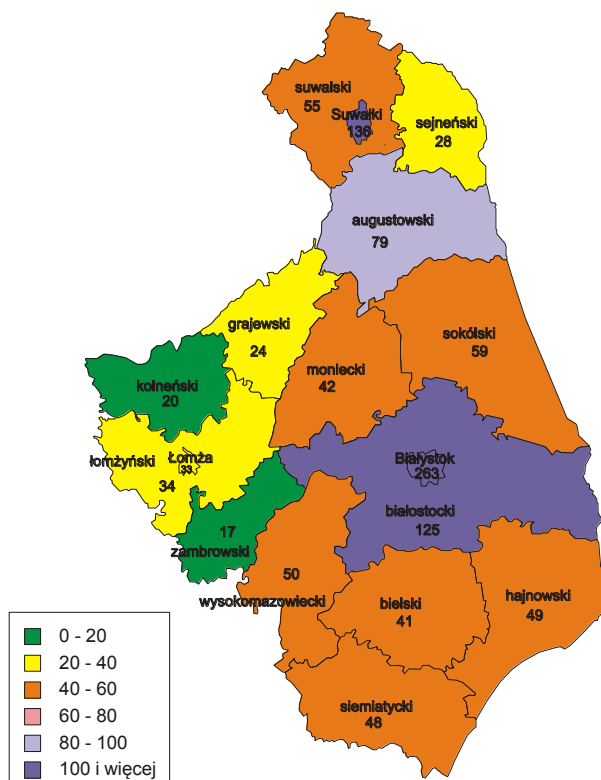 suwalski
55
Suwałki
136
sejneński
28
augustowski
79
grajewski
24
sokólski
59
moniecki
42
kolneński
20
łomżyński
34
Łomża
33
Białystok
263
białostocki
125
17
zambrowski
50
wysokomazowiecki
bielski
41
hajnowski
49
siemiatycki
48
0 - 20
20 - 40
40 - 60
60 - 80
80 - 100
100 i więcej